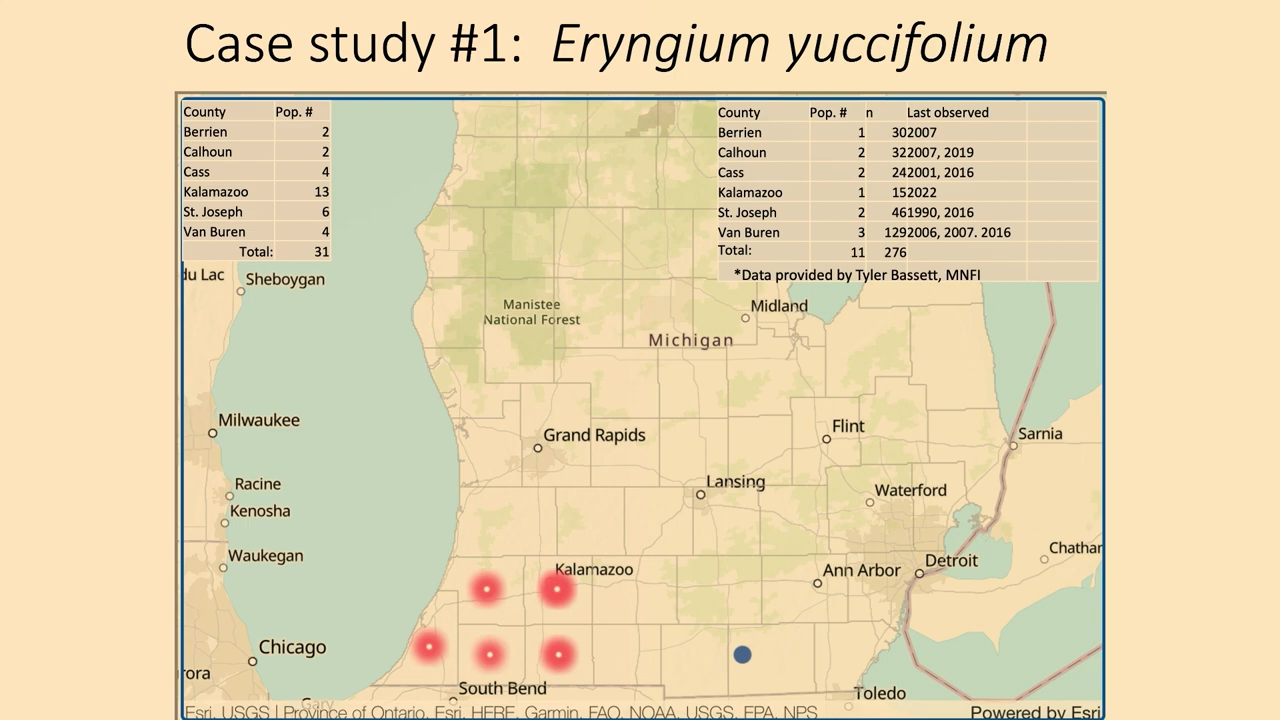 Case study #1: Eryngium yuccifolium
County Pop. #
Berrien 2
Calhoun 2
Cass 4
Kalamazoo 13
St. Joseph 6
Van Buren 4
Total: 31
County Pop. # n Last observed
Berrien 1 302007
Calhoun 2 322007, 2019
Cass 2 242001, 2016
Kalamazoo 1 152022
St. Joseph 2 461990, 2016
Van Buren 3 1292006, 2007. 2016
Total: 11 276
*Data provided by Tyler Bassett, MNFI
du Lac
Sheboygan
Manistee
National Forest
Midland
Michigan
Milwaukee
Grand Rapids
Flint
Sarnia
Racine
Lansing
Waterford
Kenosha
Waukegan
Kalamazoo
Ann Arbor
Detroit
Chathar
Chicago
rora
South Bend
Toledo
Gary
Esri, USGS | Province of Ontario, Esri, HERE, Garmin, FAO, NOAA, USGS, EPA, NPS
Powered by Esri